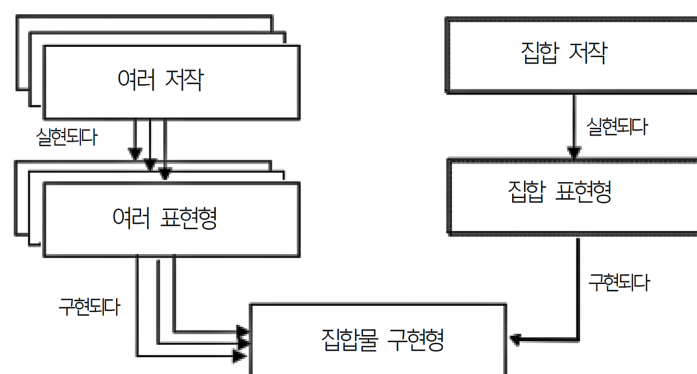 여러 저작
집합 저작
실현되다
실현되다
여러 표현형
집합 표현형
구현되다
구현되다
집합물 구현형